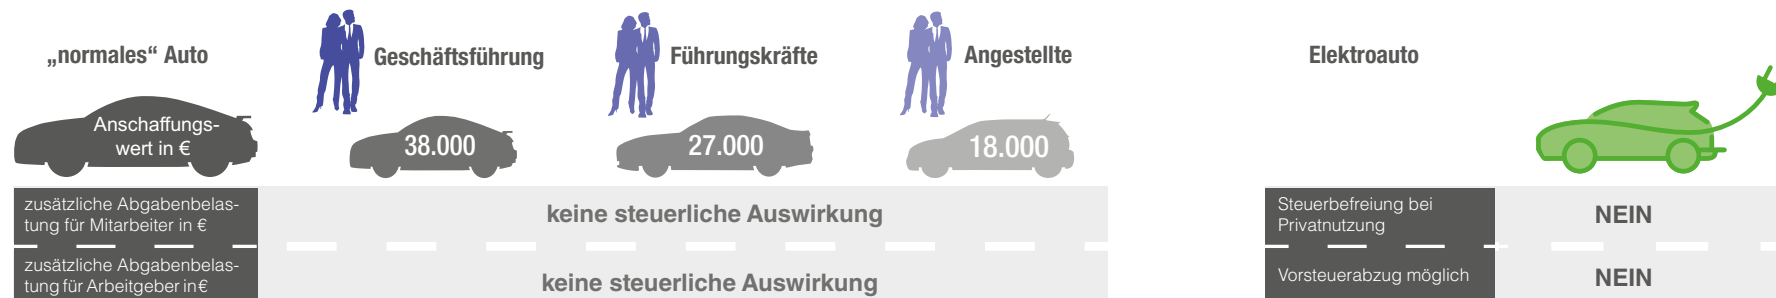 „normales“ Auto
Geschäftsführung
Führungskräfte
Angestellte
Anschaffungs-
wert in €
38.000
27.000
18.000
zusätzliche Abgabenbelas-
tung für Mitarbeiter in €
keine steuerliche Auswirkung
zusätzliche Abgabenbelas-
tung für Arbeitgeber in €
keine steuerliche Auswirkung
Elektroauto
Steuerbefreiung bei
Privatnutzung
NEIN
Vorsteuerabzug möglich
NEIN